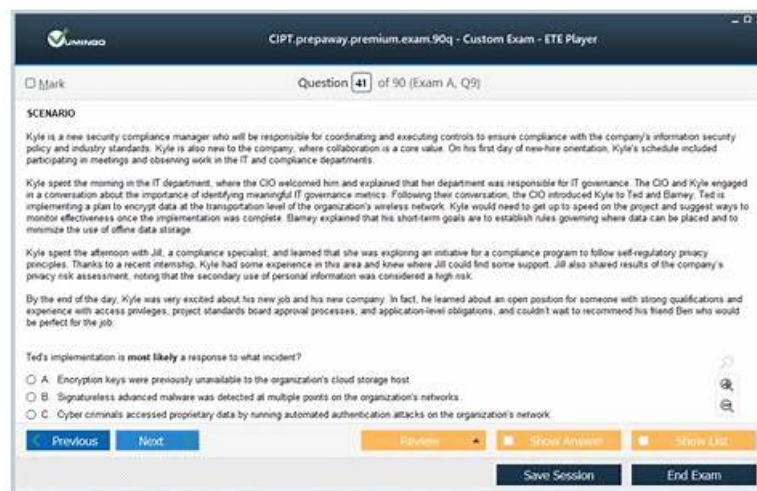 VUMINGO
CIPT.prepaway.premium.exam.90q - Custom Exam - ETE Player
Mark
Question 41 of 90 (Exam A, Q9)
SCENARIO
Kyle is a new security compliance manager who will be responsible for coordinating and executing controls to ensure compliance with the company's information security
policy and industry standards. Kyle is also new to the company, where collaboration is a core value. On his first day of new-hire orientation, Kyle's schedule included
participating in meetings and observing work in the IT and compliance departments.
Kyle spent the morning in the IT department, where the CIO welcomed him and explained that her department was responsible for IT governance. The CIO and Kyle engaged
in a conversation about the importance of identifying meaningful IT governance metrics. Following their conversation, the CIO introduced Kyle to Ted and Barney. Ted is
implementing a plan to encrypt data at the transportation level of the organization's wireless network. Kyle would need to get up to speed on the project and suggest ways to
monitor effectiveness once the implementation was complete. Barney explained that his short-term goals are to establish rules governing where data can be placed and to
minimize the use of offline data storage.
Kyle spent the afternoon with Jill, a compliance specialist, and learned that she was exploring an initiative for a compliance program to follow self-regulatory privacy
principles. Thanks to a recent internship, Kyle had some experience in this area and knew where Jill could find some support. Jill also shared results of the company's
privacy risk assessment, noting that the secondary use of personal information was considered a high risk.
By the end of the day, Kyle was very excited about his new job and his new company. In fact, he learned about an open position for someone with strong qualifications and
experience with access privileges, project standards board approval processes, and application-level obligations, and couldn't wait to recommend his friend Ben who would
be perfect for the job.
Ted's implementation is most likely a response to what incident?
A. Encryption keys were previously unavailable to the organization's cloud storage host.
B. Signatureless advanced malware was detected at multiple points on the organization's networks.
C. Cyber criminals accessed proprietary data by running automated authentication attacks on the organization's network.
Previous
Next
Review
Show Answer
Show List
Save Session
End Exam